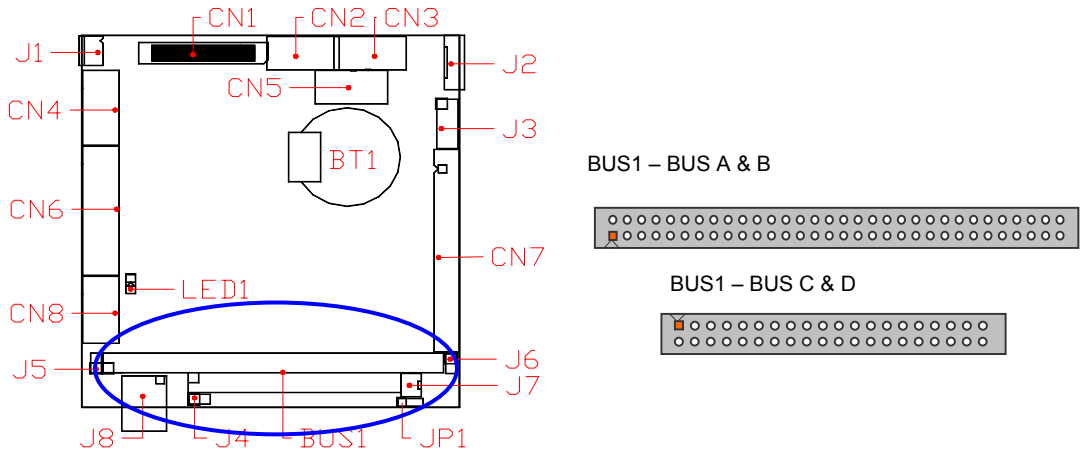 CN1 CN2 CN3
J1 J2
CN5
CN4 J3
BT1
BUS1 – BUS A & B
CN6
CN7
LED1
BUS1 – BUS C & D
CN8
J5 J6
J7
J8 J4 BUS1 JP1